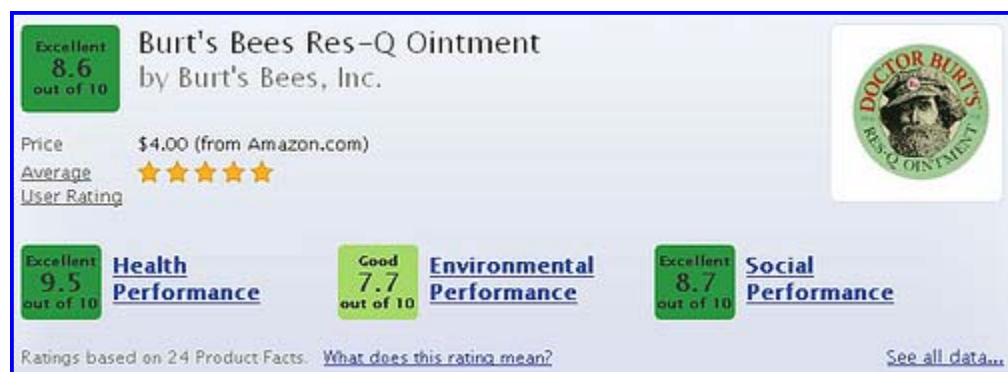 Excellent
8.6
out of 10
Burt's Bees Res-Q Ointment
by Burt's Bees, Inc.
Price $4.00 (from Amazon.com)
Average
User Rating
DOCTOR BURT'S
RES-Q OINTMENT
Excellent
9.5
out of 10
Health
Performance
Good
7.7
out of 10
Environmental
Performance
Excellent
8.7
out of 10
Social
Performance
Ratings based on 24 Product Facts. What does this rating mean?
See all data...